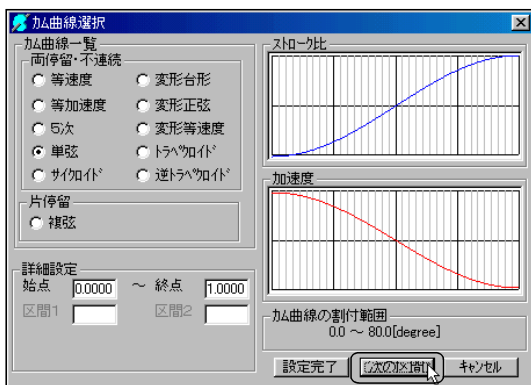 カム曲線選択
カム曲線一覧
両停留・不連続
等速度
変形台形
等加速度
変形正弦
5次
変形等速度
単弦
トラペクロイド
サイクロイド
逆トラペクロイド
片停留
複弦
詳細設定
始点 0.0000 ～ 終点 1.0000
区間1 区間2
ストローク比
加速度
カム曲線の割付範囲
0.0 ～ 80.0[degree]
設定完了 次の区間 キャンセル